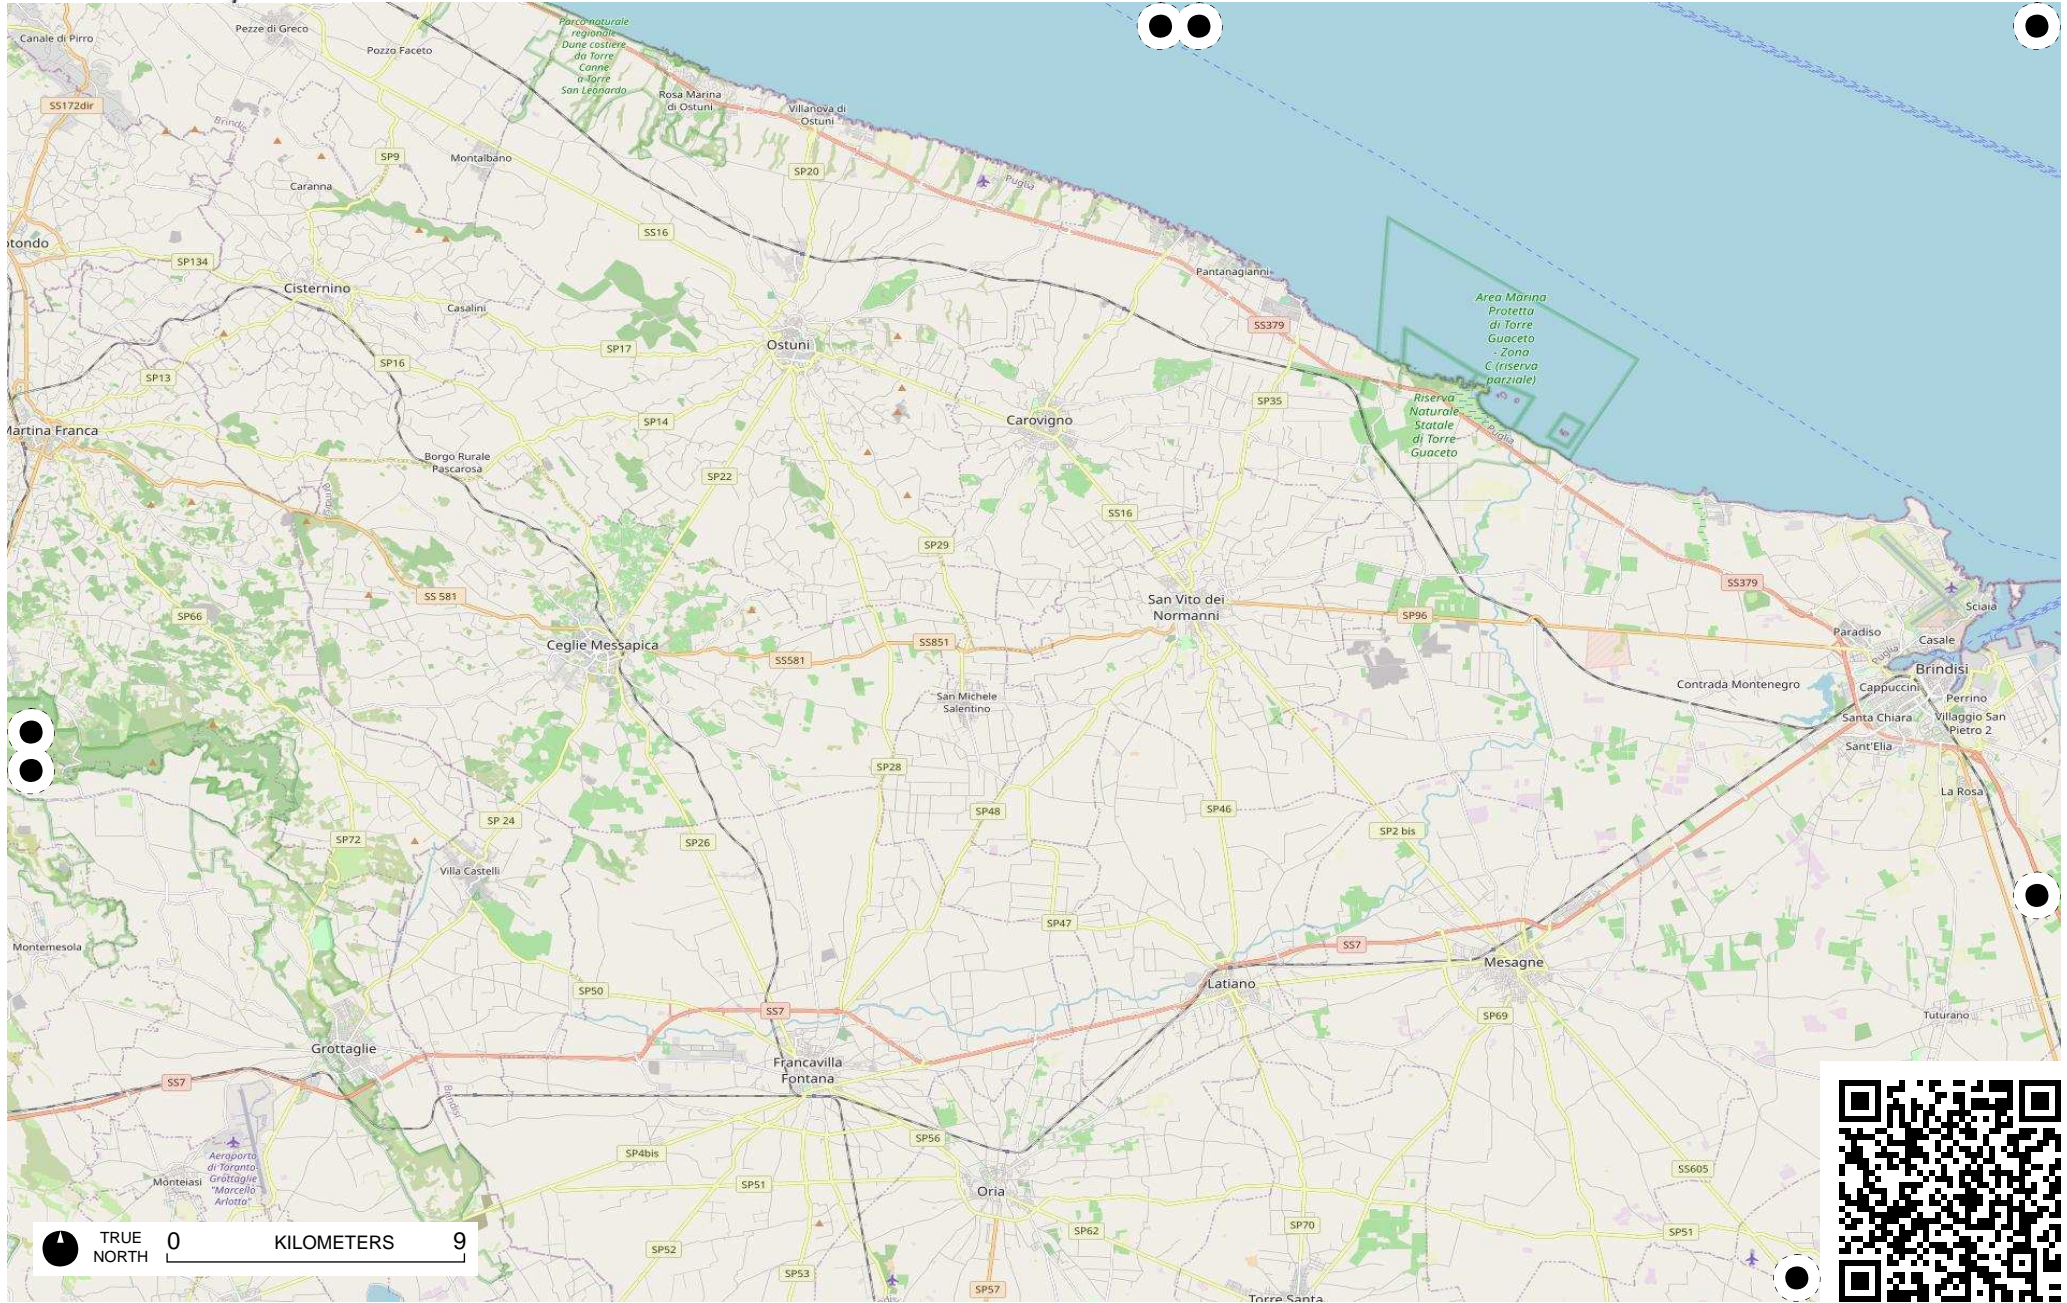 Canale di Pirro
Pezze di Greco
Pozzo Faceto
Parco naturale
regionale
Dune costiere
da Torre
Canne
a Torre
San Leonardo
SS172dir
Rosa Marina
di Ostuni
Villanova di
Ostuni
Brindisi
SP9
Montalbano
SP20
Caranna
Puglia
otondo
SS16
SP134
Cisternino
Casalini
Pantanagianni
Area Marina
Protetta
di Torre
Guaceto
- Zona
C (riserva
parziale)
SS379
SP17
Ostuni
SP16
SP13
SP35
Riserva
Naturale
Statale
di Torre
Guaceto
SP14
Carovigno
Martina Franca
Puglia
Borgo Rurale
Pascarosa
SP22
Brindisi
SS16
SP29
SS379
SS 581
San Vito dei
Normanni
SP66
SP96
Sciaia
Paradiso
Casale
Ceglie Messapica
SS581
SS851
Puglia
Brindisi
Contrada Montenegro
Cappuccini
Perrino
San Michele
Salentino
Santa Chiara
Villaggio San
Pietro 2
Sant'Elia
SP28
La Rosa
SP 24
SP48
SP46
SP2 bis
SP72
SP26
Villa Castelli
SP47
SS7
Montemesola
Mesagne
Latiano
SP50
SS7
SP69
Tuturano
Grottaglie
Francavilla
Fontana
SS7
Brindisi
SP56
SP4bis
Aeroporto
di Taranto-
Grottaglie
"Marcello
Arlotta"
Monteiasi
SP51
Oria
SS605
SP62
SP70
SP51
SP52
SP53
SP57
Torre Santa
TRUE
NORTH
0 KILOMETERS 9